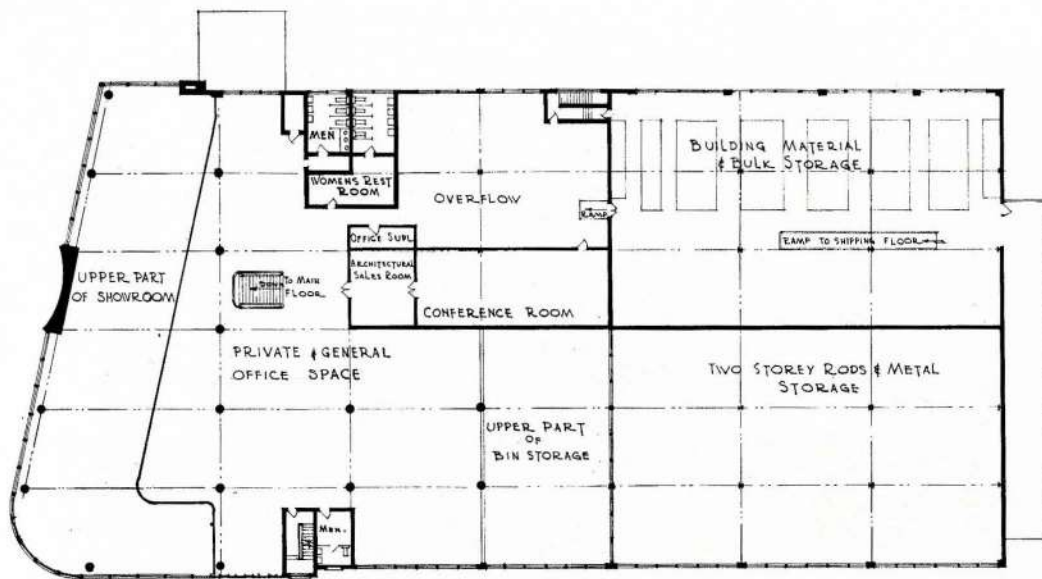 MEN
WOMENS REST
ROOM
OVERFLOW
BUILDING MATERIAL
& BULK STORAGE
RAMP
OFFICE SUPL
RAMP TO SHIPPING FLOOR
ARCHITECTURAL
SALES ROOM
UPPER PART
OF SHOWROOM
DOWN
TO MAIN
FLOOR
CONFERENCE ROOM
PRIVATE & GENERAL
OFFICE SPACE
TWO STOREY RODS & METAL
STORAGE
UPPER PART
OF
BIN STORAGE
MEN.